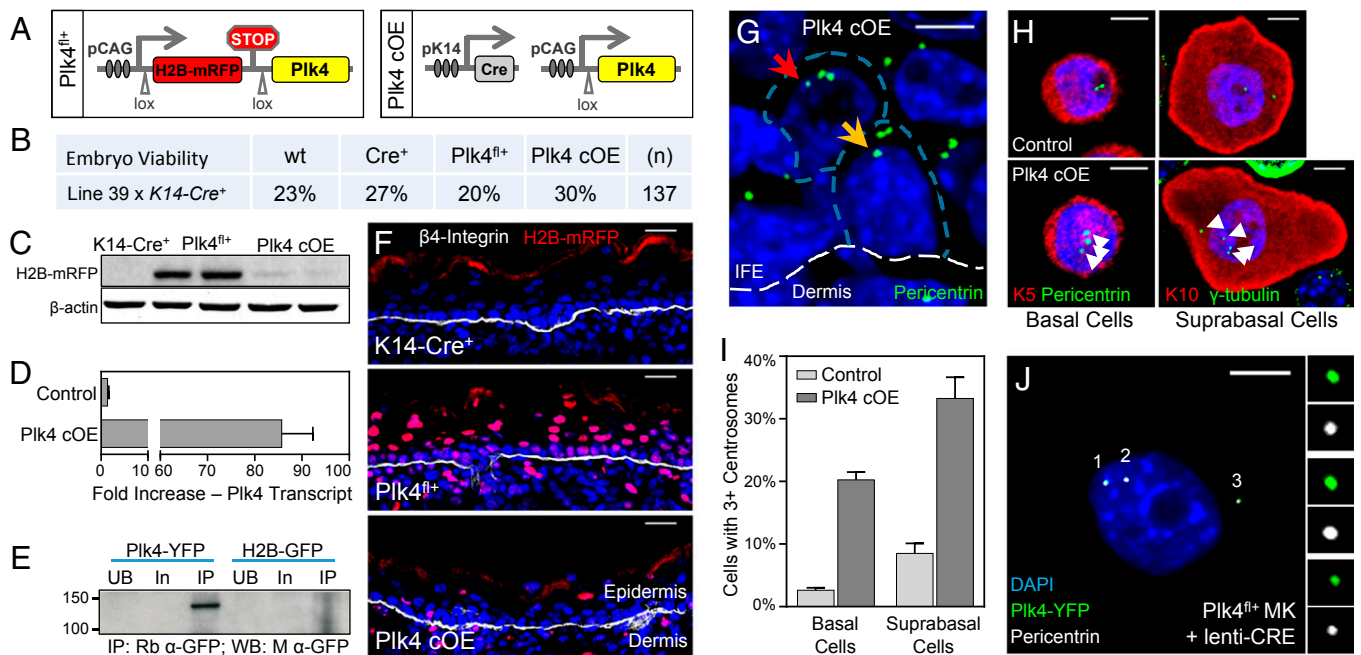 A
Plk4fl+
pCAG
STOP
H2B-mRFP
Plk4
lox
lox
Plk4 cOE
pK14
Cre
pCAG
Plk4
lox
B
Embryo Viability wt Cre+ Plk4fl+ Plk4 cOE (n)
Line 39 x K14-Cre+ 23% 27% 20% 30% 137
C
K14-Cre+ Plk4fl+ Plk4 cOE
H2B-mRFP
β-actin
D
Control
Plk4 cOE
0 10 60 70 80 90 100
Fold Increase – Plk4 Transcript
E
Plk4-YFP H2B-GFP
UB In IP UB In IP
150
100
IP: Rb α-GFP; WB: M α-GFP
F
β4-Integrin H2B-mRFP
K14-Cre+
Plk4fl+
Epidermis
Plk4 cOE
Dermis
G
Plk4 cOE
IFE
Dermis
Pericentrin
H
Control
Plk4 cOE
K5 Pericentrin
K10 γ-tubulin
Basal Cells
Suprabasal Cells
I
Cells with 3+ Centrosomes
40%
30%
20%
10%
0%
Control
Plk4 cOE
Basal Cells
Suprabasal Cells
J
1
2
3
DAPI
Plk4-YFP
Pericentrin
Plk4fl+ MK
+ lenti-CRE